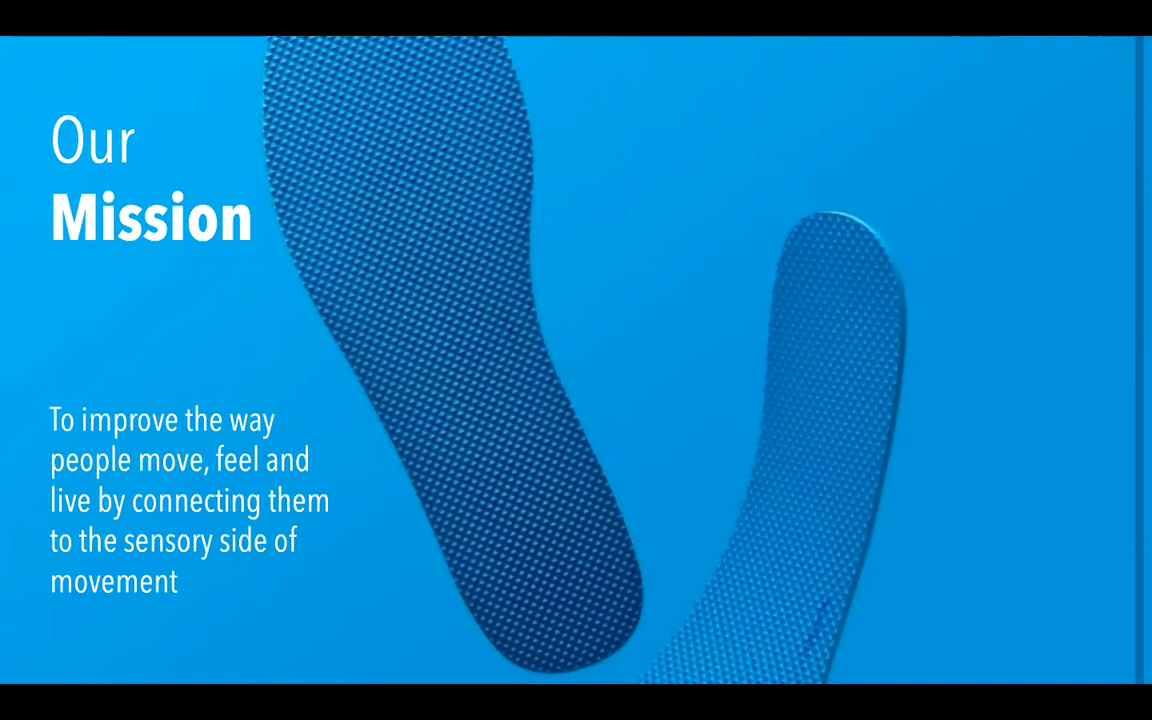 Our
Mission
To improve the way
people move, feel and
live by connecting them
to the sensory side of
movement